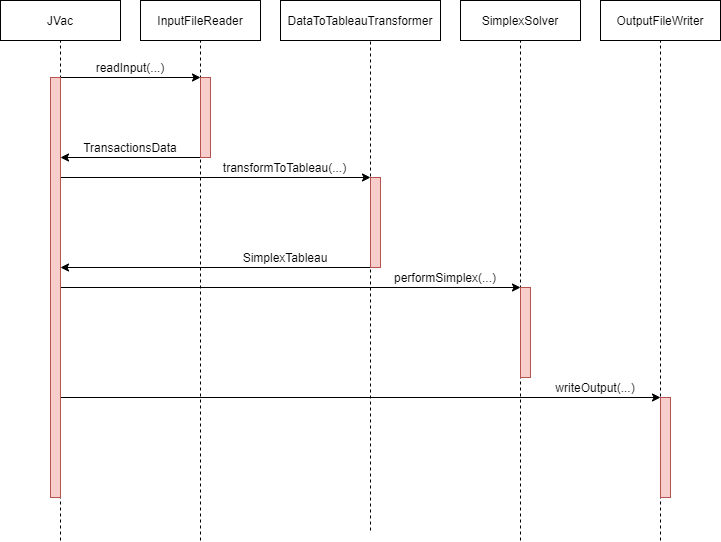 JVac
InputFileReader
DataToTableauTransformer
SimplexSolver
OutputFileWriter
readInput(...)
TransactionsData
transformToTableau(...)
SimplexTableau
performSimplex(...)
writeOutput(...)